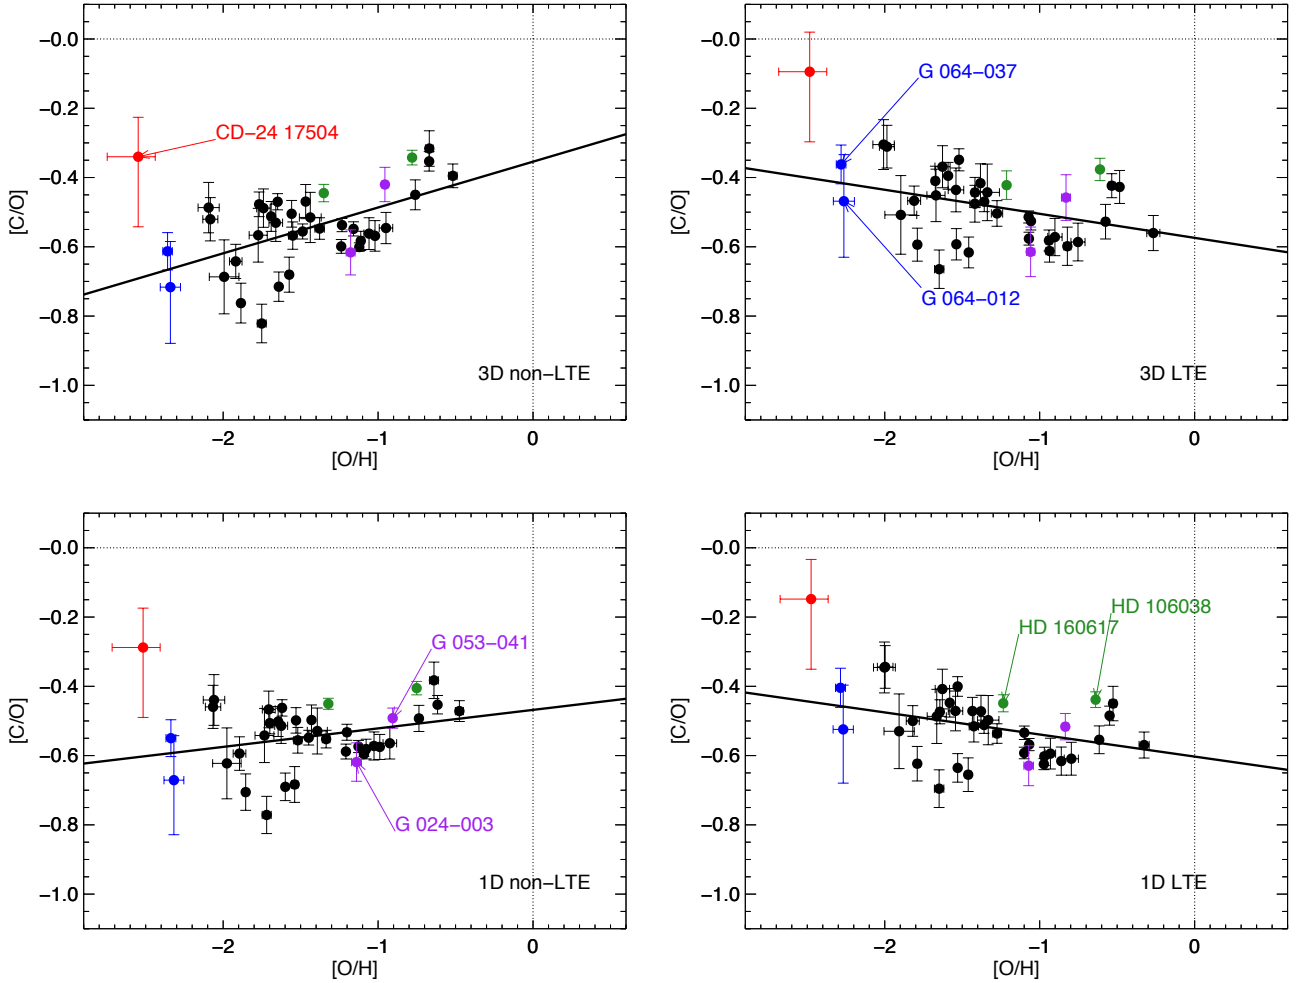 −0.0
−0.2
−0.4
−0.6
−0.8
−1.0
[C/O]
CD−24 17504
3D non−LTE
−2
−1
0
[O/H]
−0.0
−0.2
−0.4
−0.6
−0.8
−1.0
[C/O]
G 064−037
G 064−012
3D LTE
−2
−1
0
[O/H]
−0.0
−0.2
−0.4
−0.6
−0.8
−1.0
[C/O]
G 053−041
G 024−003
1D non−LTE
−2
−1
0
[O/H]
−0.0
−0.2
−0.4
−0.6
−0.8
−1.0
[C/O]
HD 106038
HD 160617
1D LTE
−2
−1
0
[O/H]